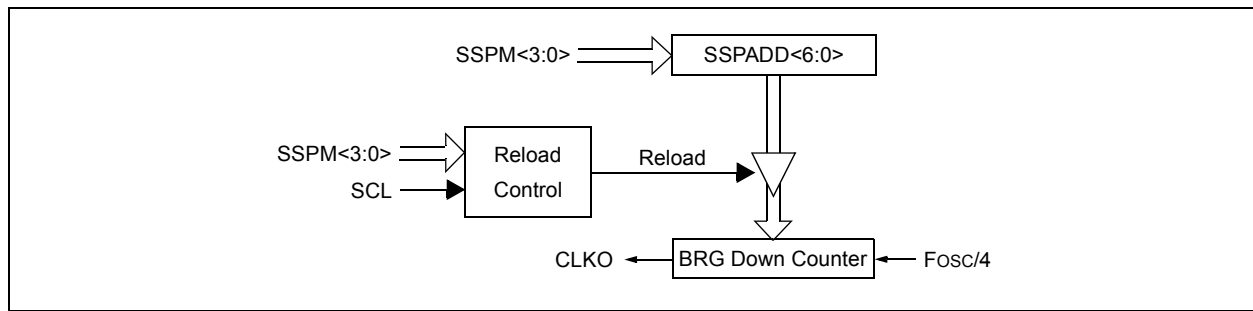 SSPM<3:0>
SSPADD<6:0>
SSPM<3:0>
SCL
Reload
Control
Reload
CLKO
BRG Down Counter
FOSC/4